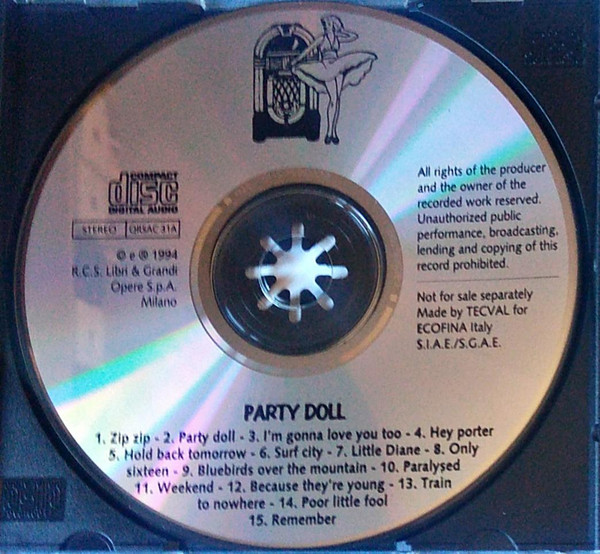 COMPACT
disc
DIGITAL AUDIO
STEREO QRSAC 31A
© e ℗ 1994
R.C.S. Libri & Grandi
Opere S.p.A.
Milano
All rights of the producer
and the owner of the
recorded work reserved.
Unauthorized public
performance, broadcasting,
lending and copying of this
record prohibited.
Not for sale separately
Made by TECVAL for
ECOFINA Italy
S.I.A.E./S.G.A.E.
PARTY DOLL
1. Zip zip - 2. Party doll - 3. I'm gonna love you too - 4. Hey porter
5. Hold back tomorrow - 6. Surf city - 7. Little Diane - 8. Only
sixteen - 9. Bluebirds over the mountain - 10. Paralysed
11. Weekend - 12. Because they're young - 13. Train
to nowhere - 14. Poor little fool
15. Remember